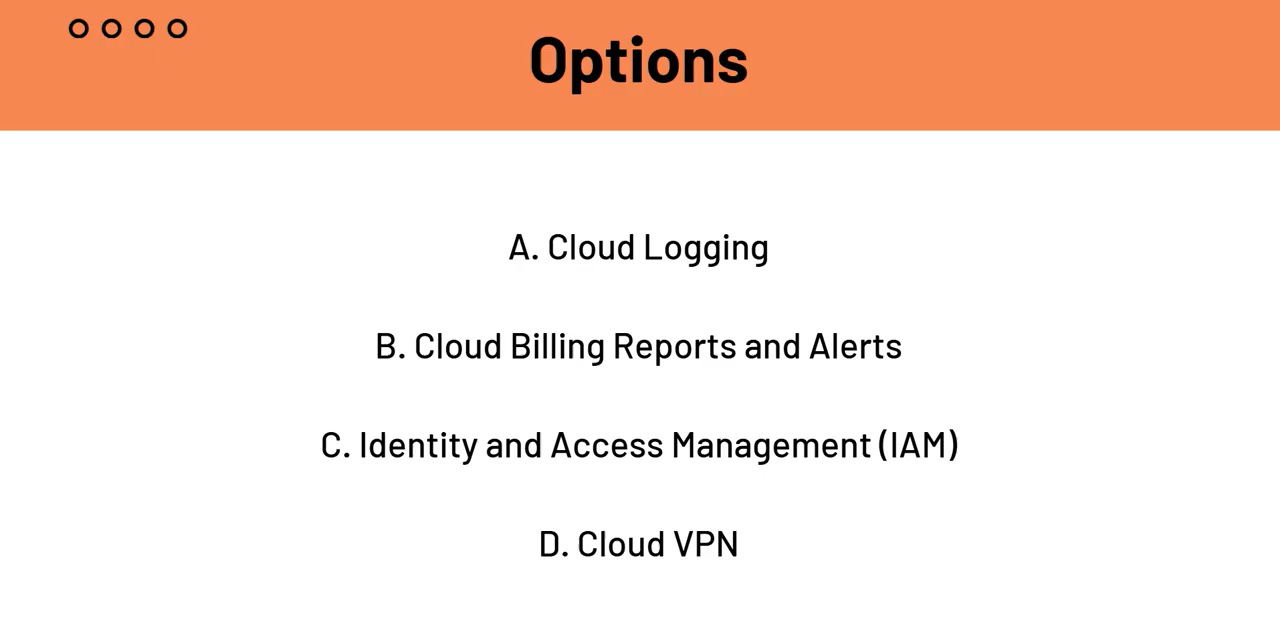 Options
A. Cloud Logging
B. Cloud Billing Reports and Alerts
C. Identity and Access Management (IAM)
D. Cloud VPN